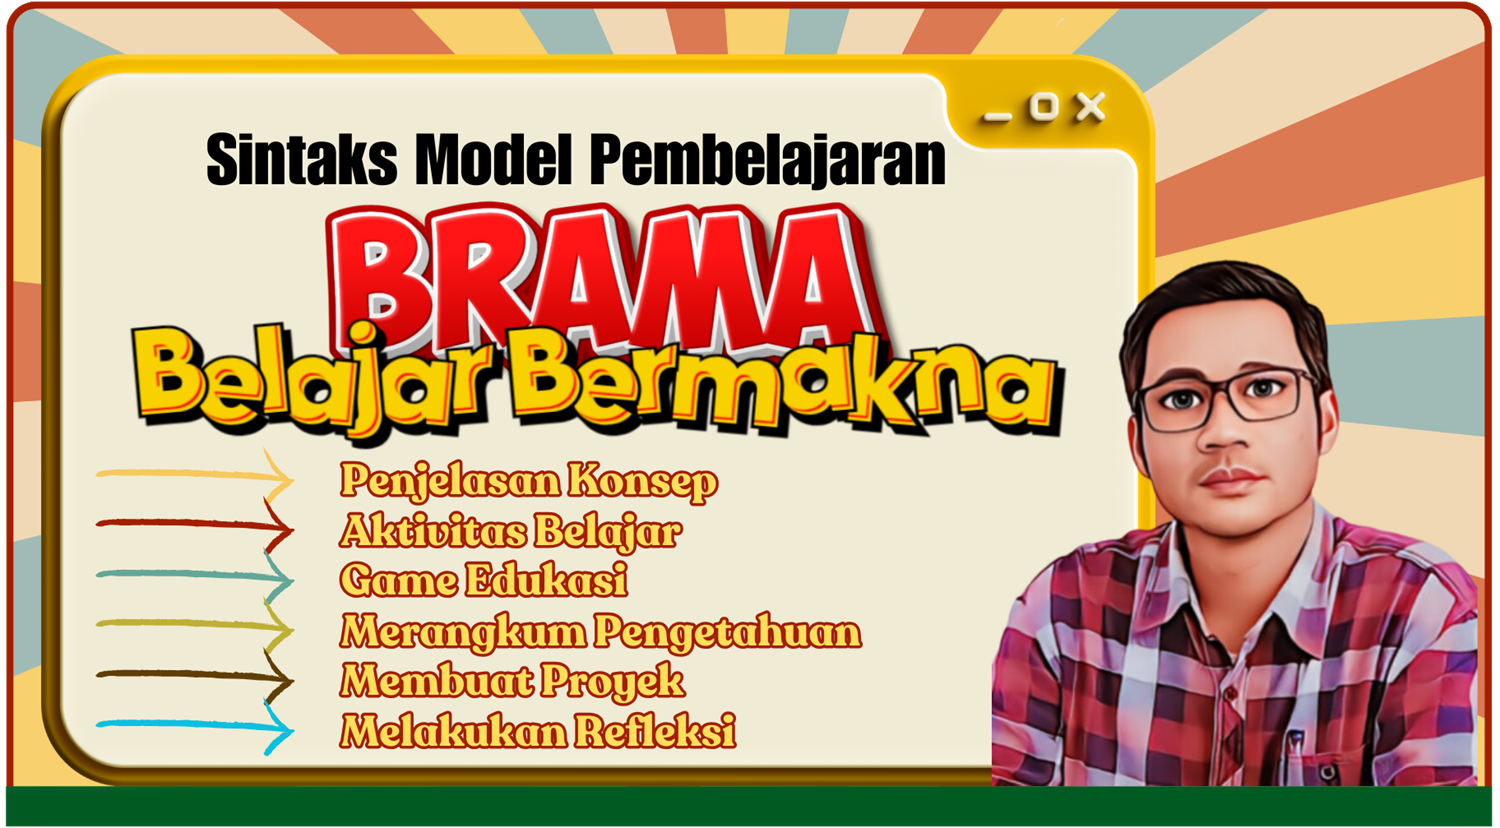 Sintaks Model Pembelajaran
BRAMA
Belajar Bermakna
Penjelasan Konsep
Aktivitas Belajar
Game Edukasi
Merangkum Pengetahuan
Membuat Proyek
Melakukan Refleksi